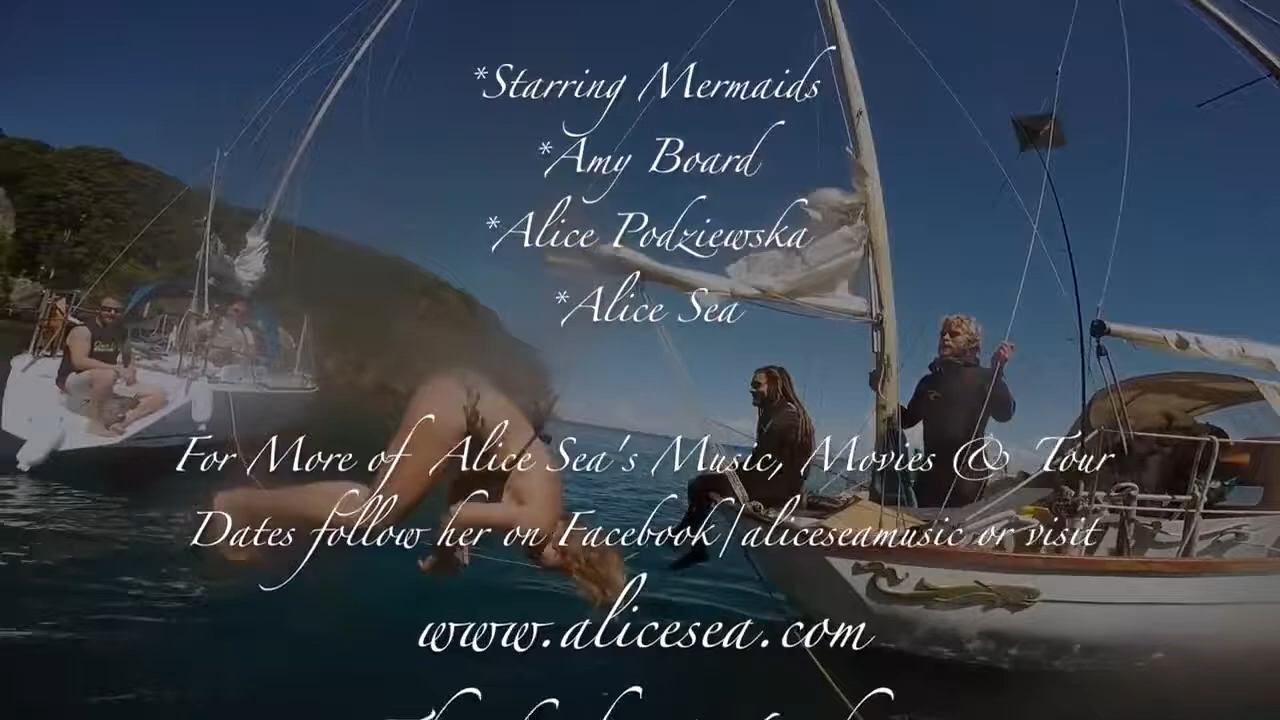 *Starring Mermaids
*Amy Board
*Alice Podziewska
*Alice Sea
For More of Alice Sea's Music, Movies & Tour
Dates follow her on Facebook/aliceseamusic or visit
www.alicesea.com